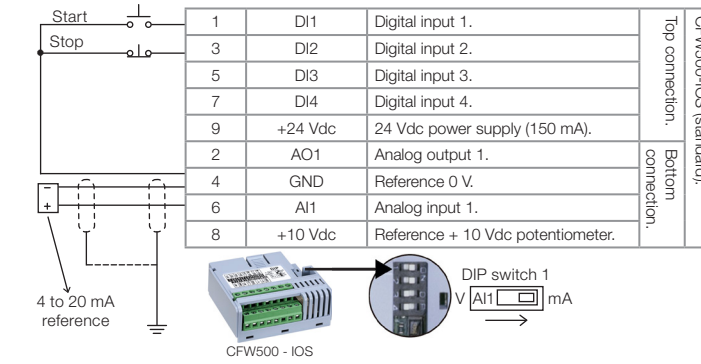 Start
Stop
1 DI1 Digital input 1.
3 DI2 Digital input 2.
5 DI3 Digital input 3.
7 DI4 Digital input 4.
9 +24 Vdc 24 Vdc power supply (150 mA).
2 AO1 Analog output 1.
4 GND Reference 0 V.
6 AI1 Analog input 1.
8 +10 Vdc Reference + 10 Vdc potentiometer.
Top connection.
Bottom
connection.
CFW500-IOS (standard).
-
+
4 to 20 mA
reference
CFW500 - IOS
DIP switch 1
V AI1 mA